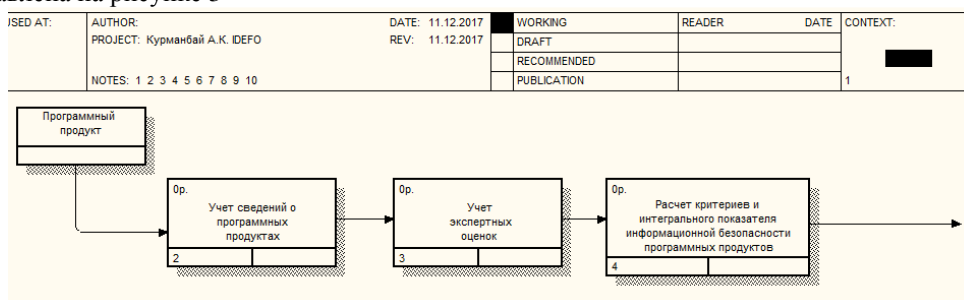 на рисунке 3
USED AT:
AUTHOR:
DATE: 11.12.2017
WORKING
READER
DATE
CONTEXT:
PROJECT: Курманбай А.К. IDEFO
REV: 11.12.2017
DRAFT
RECOMMENDED
NOTES: 1 2 3 4 5 6 7 8 9 10
PUBLICATION
1
Программный
продукт
0р.
Учет сведений о
программных
продуктах
2
0р.
Учет
экспертных
оценок
3
0р.
Расчет критериев и
интегрального показателя
информационной безопасности
программных продуктов
4